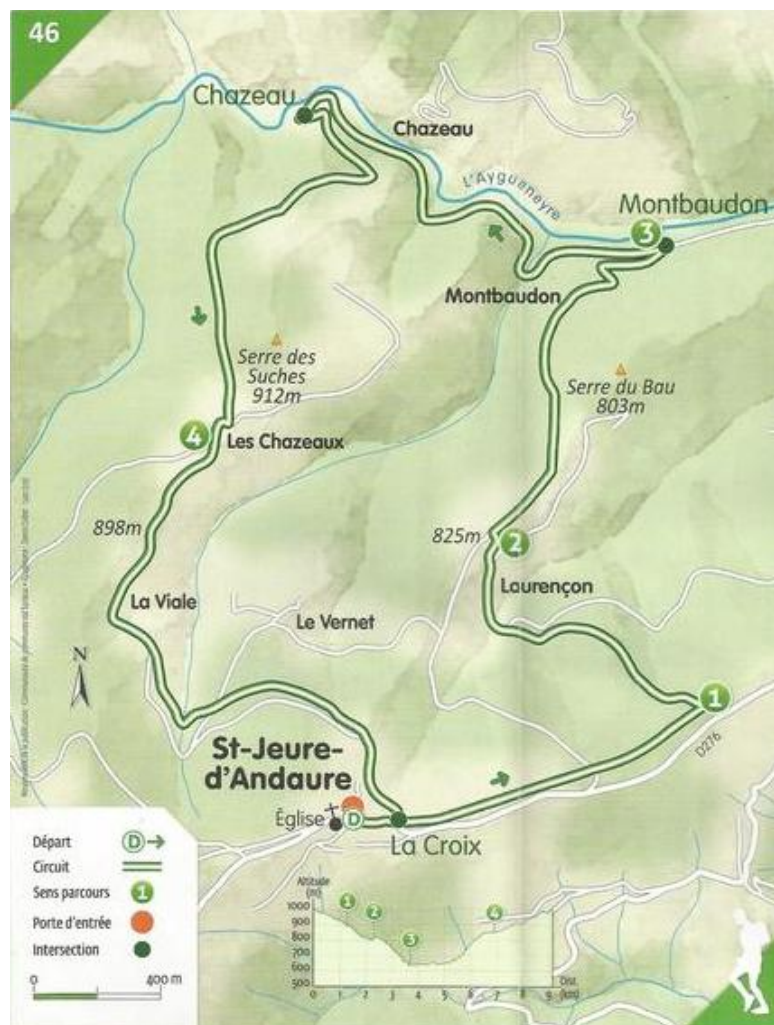 46
Chazeau
Chazeau
L'Aygueneyre
Montbaudon
3
Montbaudon
Serre des
Suches
912m
Serre du Bau
803m
4
Les Chazeaux
898m
825m
2
Laurençon
La Viale
Le Vernet
N
1
D276
St-Jeure-
d'Andaure
Église
D
La Croix
Départ
D
Circuit
Sens parcours
1
Porte d'entrée
Intersection
0
400 m
Altitude
(m)
1000
900
800
700
600
500
1
2
3
4
0 1 2 3 4 5 6 7 8 9
Dist.
(km)